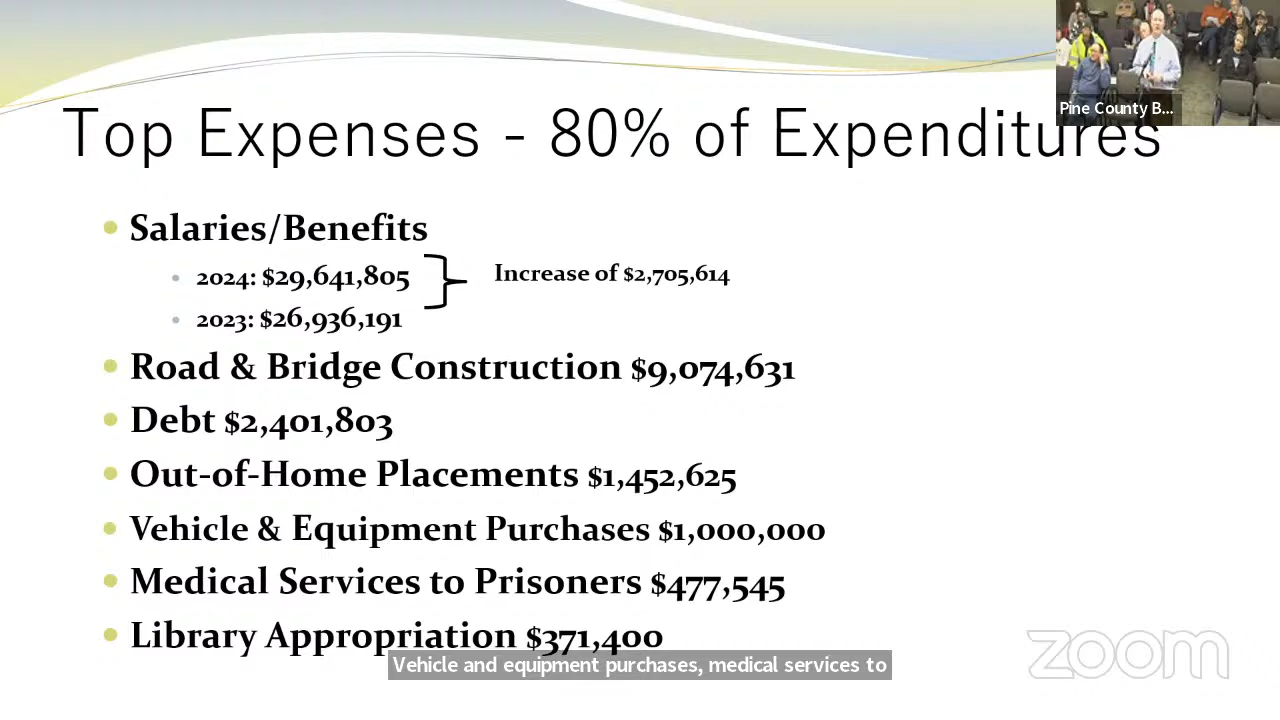 Pine County B...
Top Expenses - 80% of Expenditures
• Salaries/Benefits
• 2024: $29,641,805
Increase of $2,705,614
• 2023: $26,936,191
• Road & Bridge Construction $9,074,631
• Debt $2,401,803
• Out-of-Home Placements $1,452,625
• Vehicle & Equipment Purchases $1,000,000
• Medical Services to Prisoners $477,545
• Library Appropriation $371,400
Vehicle and equipment purchases, medical services to
zoom